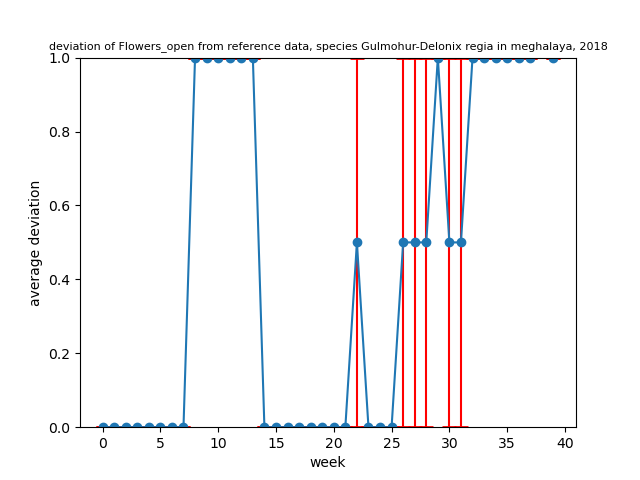 deviation of Flowers_open from reference data, species Gulmohur-Delonix regia in meghalaya, 2018
1.0
0.8
0.6
0.4
0.2
0.0
average deviation
0 5 10 15 20 25 30 35 40
week